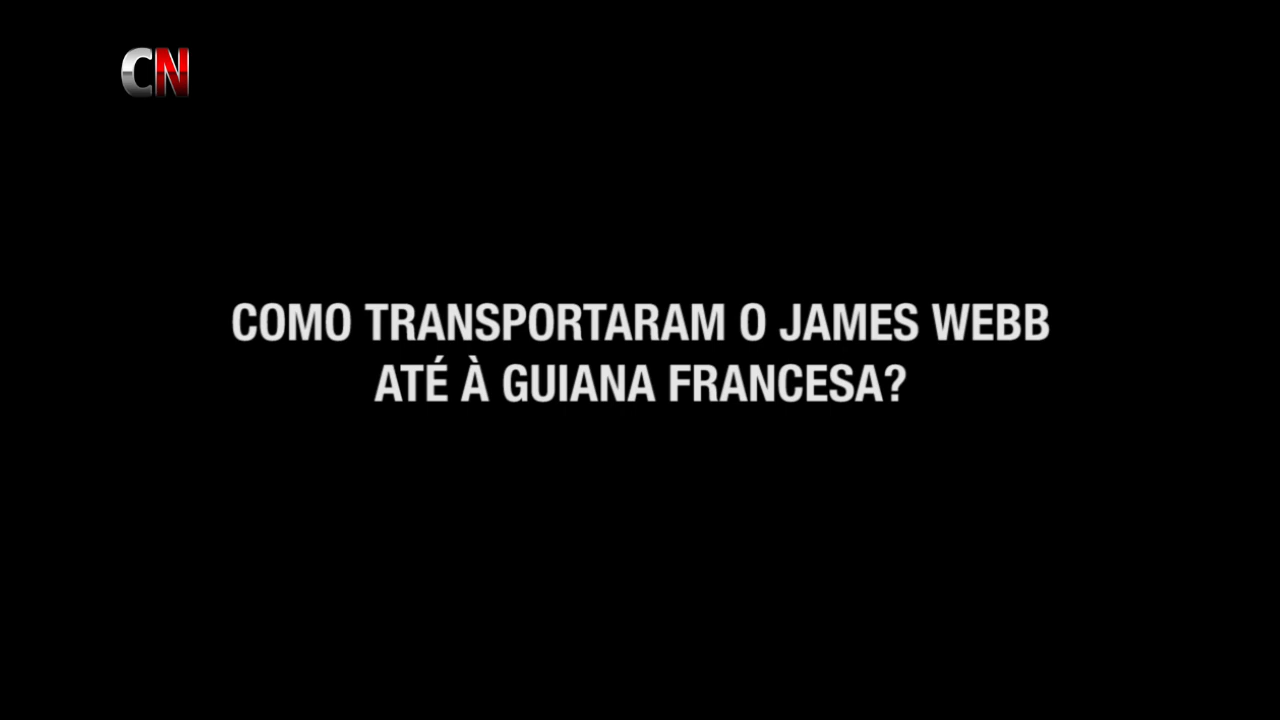 CN
COMO TRANSPORTARAM O JAMES WEBB
ATÉ À GUIANA FRANCESA?